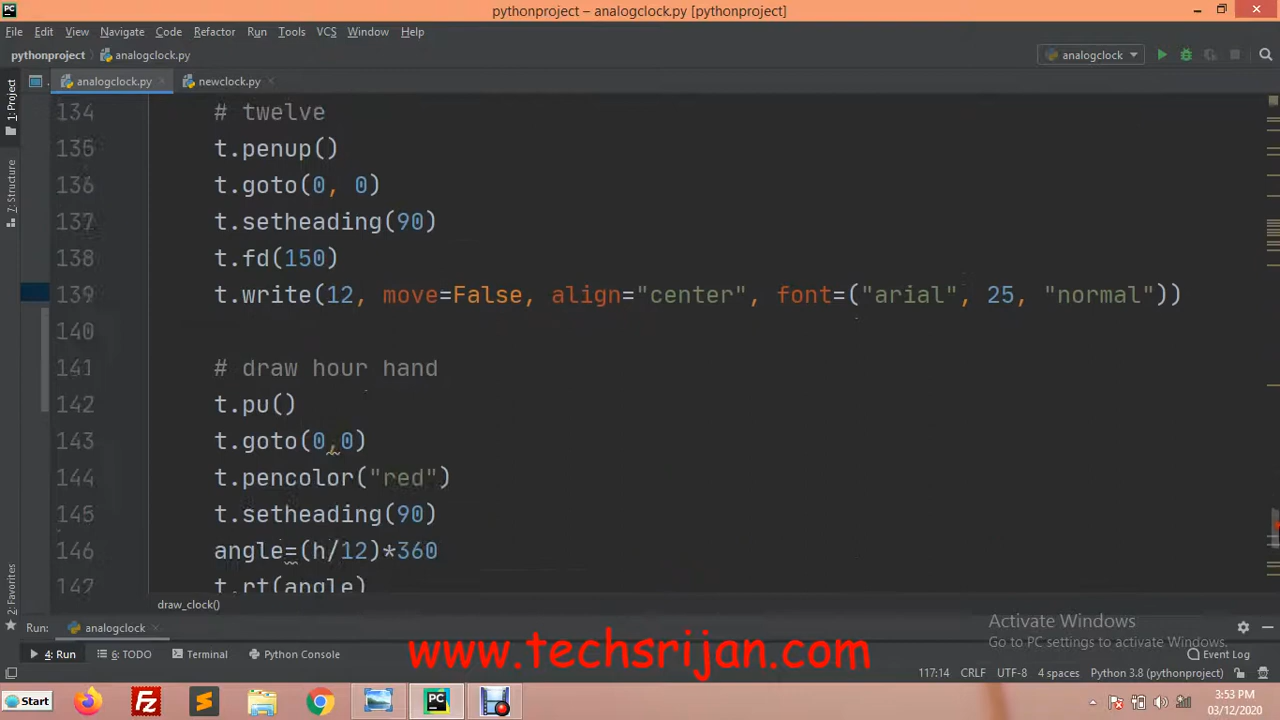 pythonproject – analogclock.py [pythonproject]
File Edit View Navigate Code Refactor Run Tools VCS Window Help
pythonproject analogclock.py analogclock
1: Project analogclock.py newclock.py
134 # twelve
135 t.penup()
136 t.goto(0, 0)
137 t.setheading(90)
138 t.fd(150)
139 t.write(12, move=False, align="center", font=("arial", 25, "normal"))
140
141 # draw hour hand
142 t.pu()
143 t.goto(0,0)
144 t.pencolor("red")
145 t.setheading(90)
146 angle=(h/12)*360
147 t.rt(angle)
7: Structure
2: Favorites
draw_clock()
Run: analogclock
Activate Windows
Go to PC settings to activate Windows.
4: Run 6: TODO Terminal Python Console Event Log
www.techsrijan.com
117:14 CRLF UTF-8 4 spaces Python 3.8 (pythonproject)
Start
3:53 PM
03/12/2020